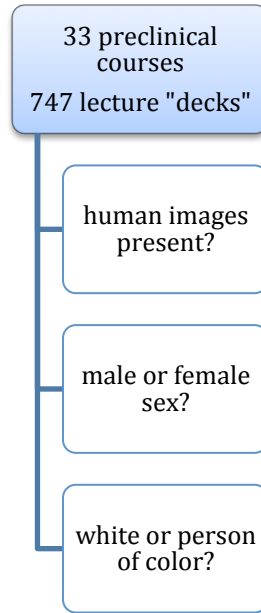 33 preclinical
courses
747 lecture "decks"
human images
present?
male or female
sex?
white or person
of color?